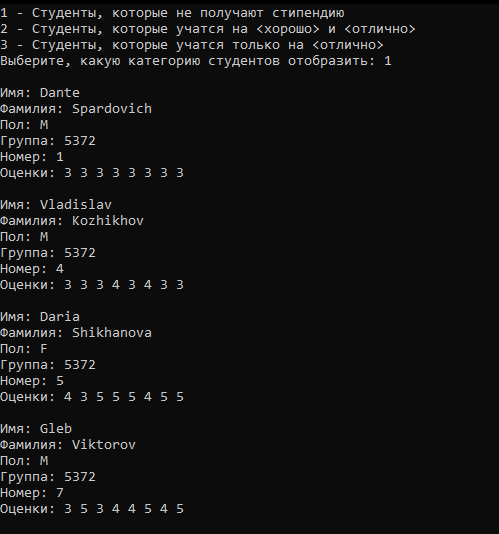 1 - Студенты, которые не получают стипендию
2 - Студенты, которые учатся на <хорошо> и <отлично>
3 - Студенты, которые учатся только на <отлично>
Выберите, какую категорию студентов отобразить: 1
Имя: Dante
Фамилия: Spardovich
Пол: M
Группа: 5372
Номер: 1
Оценки: 3 3 3 3 3 3 3 3
Имя: Vladislav
Фамилия: Kozhikhov
Пол: M
Группа: 5372
Номер: 4
Оценки: 3 3 3 4 3 4 3 3
Имя: Daria
Фамилия: Shikhanova
Пол: F
Группа: 5372
Номер: 5
Оценки: 4 3 5 5 5 4 5 5
Имя: Gleb
Фамилия: Viktorov
Пол: M
Группа: 5372
Номер: 7
Оценки: 3 5 3 4 4 5 4 5